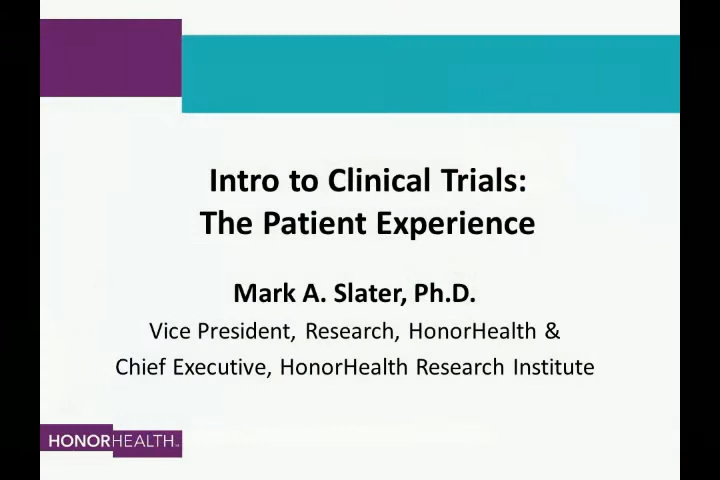 Intro to Clinical Trials:
The Patient Experience
Mark A. Slater, Ph.D.
Vice President, Research, HonorHealth &
Chief Executive, HonorHealth Research Institute
HONORHEALTH